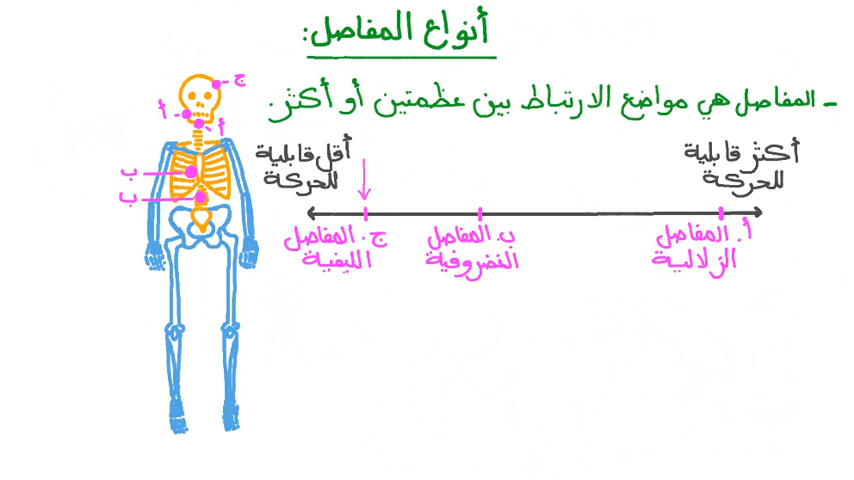 أنواع المفاصل:
- المفاصل هي مواضع الارتباط بين عظمتين أو أكثر.
أكثر قابلية
للحركة
أقل قابلية
للحركة
أ. المفاصل
الزلالية
ب. المفاصل
الغضروفية
ج. المفاصل
الليفية
ج
أ
أ
ب
ب